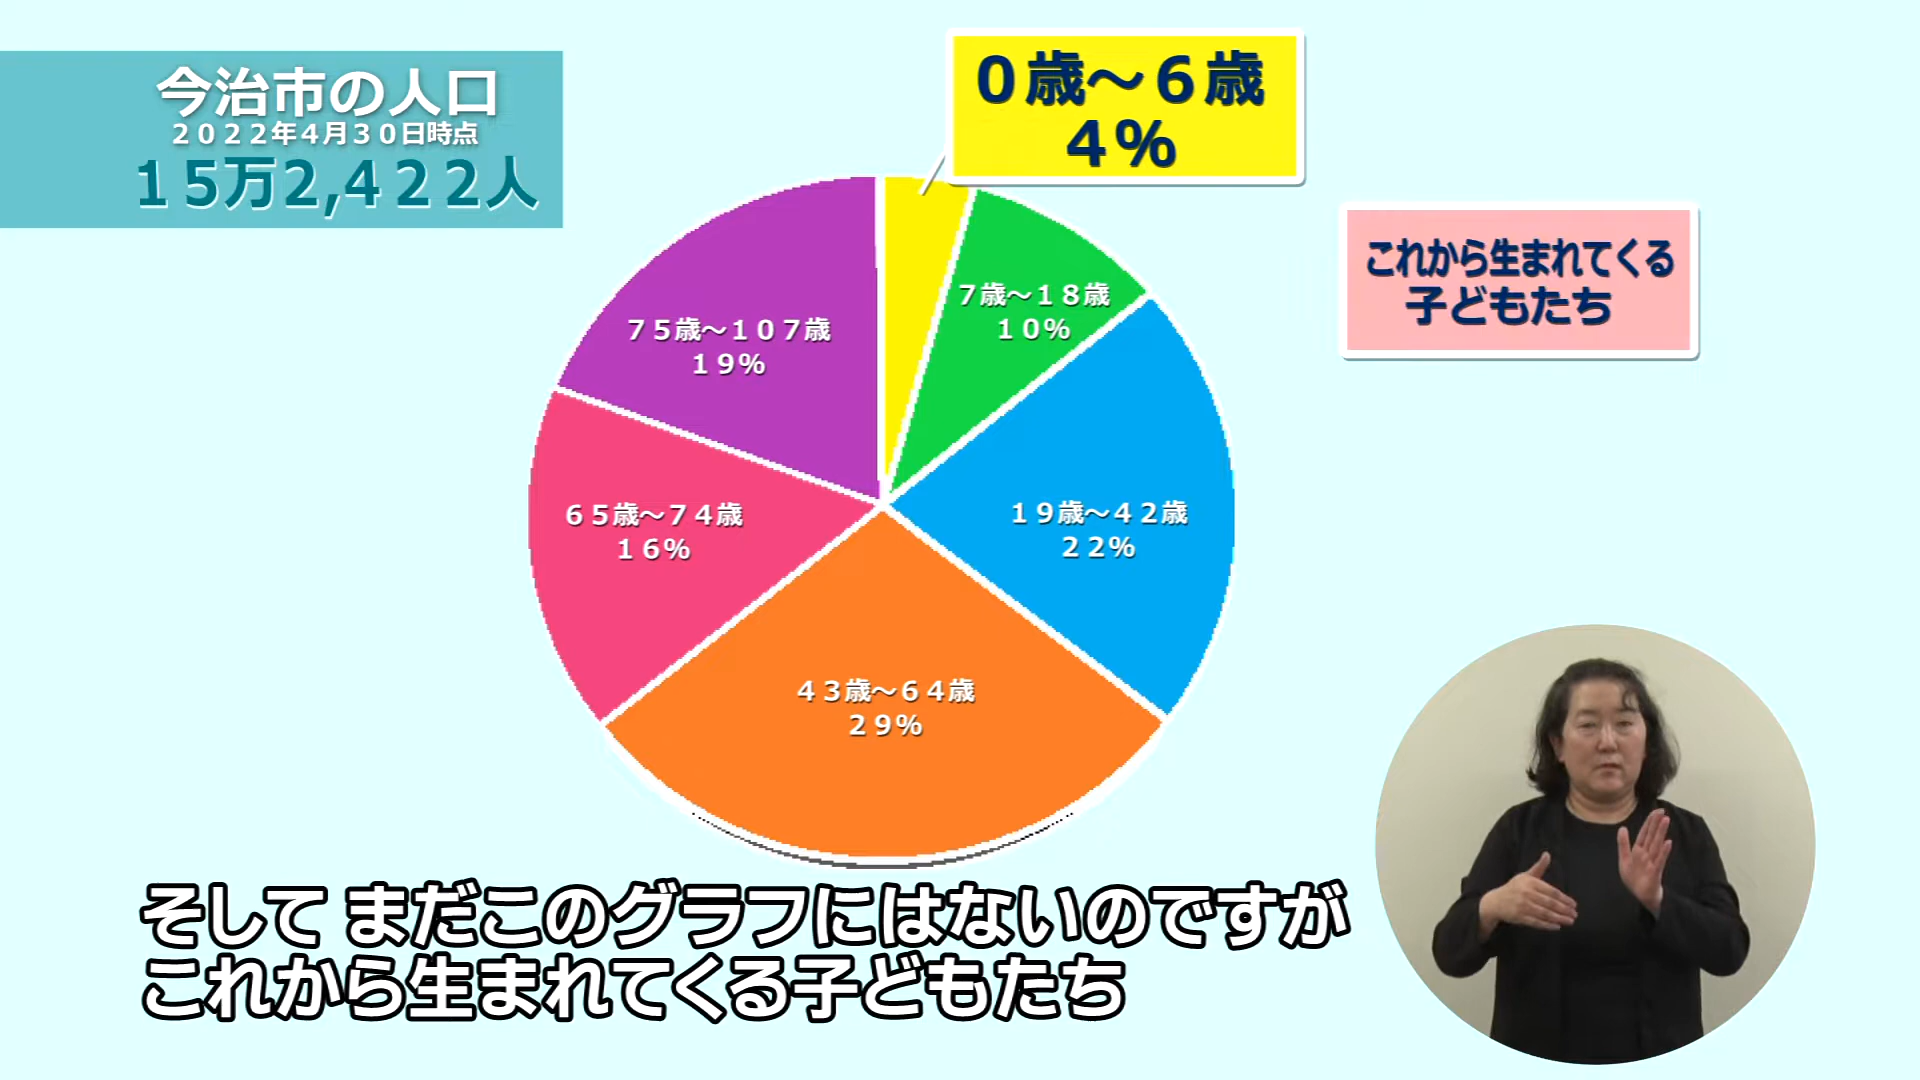 今治市の人口
２０２２年４月３０日時点
１５万２,４２２人
０歳～６歳
４％
これから生まれてくる
子どもたち
７歳～１８歳
１０％
７５歳～１０７歳
１９％
１９歳～４２歳
２２％
６５歳～７４歳
１６％
４３歳～６４歳
２９％
そして まだこのグラフにはないのですが
これから生まれてくる子どもたち